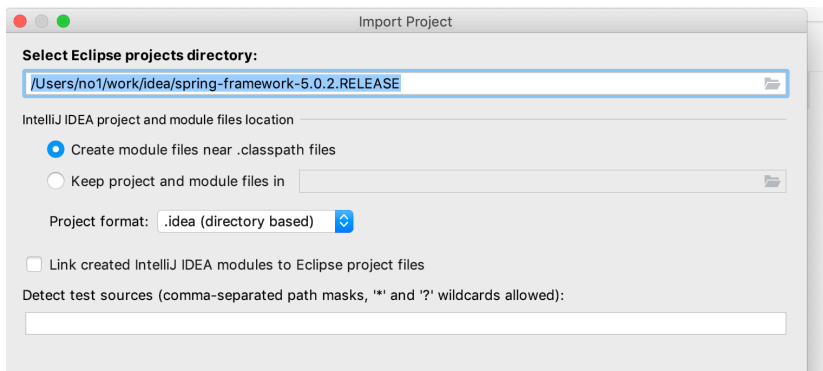 Import Project
Select Eclipse projects directory:
/Users/no1/work/idea/spring-framework-5.0.2.RELEASE
IntelliJ IDEA project and module files location
Create module files near .classpath files
Keep project and module files in
Project format: .idea (directory based)
Link created IntelliJ IDEA modules to Eclipse project files
Detect test sources (comma-separated path masks, '*' and '?' wildcards allowed):